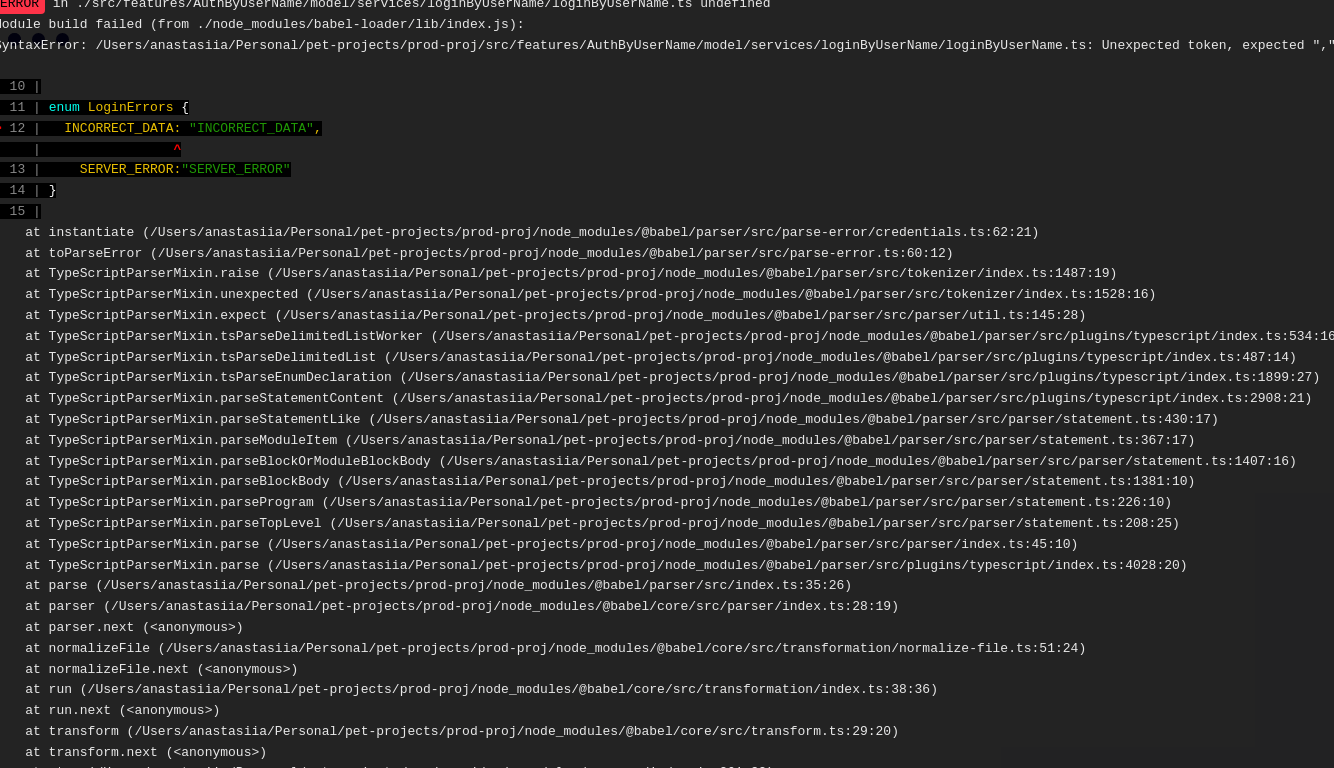 ERROR in ./src/features/AuthByUserName/model/services/loginByUserName/loginByUserName.ts undefined
Module build failed (from ./node_modules/babel-loader/lib/index.js):
SyntaxError: /Users/anastasiia/Personal/pet-projects/prod-proj/src/features/AuthByUserName/model/services/loginByUserName/loginByUserName.ts: Unexpected token, expected ","
10 |
11 | enum LoginErrors {
> 12 |   INCORRECT_DATA: "INCORRECT_DATA",
|                 ^
13 |     SERVER_ERROR:"SERVER_ERROR"
14 | }
15 |
at instantiate (/Users/anastasiia/Personal/pet-projects/prod-proj/node_modules/@babel/parser/src/parse-error/credentials.ts:62:21)
at toParseError (/Users/anastasiia/Personal/pet-projects/prod-proj/node_modules/@babel/parser/src/parse-error.ts:60:12)
at TypeScriptParserMixin.raise (/Users/anastasiia/Personal/pet-projects/prod-proj/node_modules/@babel/parser/src/tokenizer/index.ts:1487:19)
at TypeScriptParserMixin.unexpected (/Users/anastasiia/Personal/pet-projects/prod-proj/node_modules/@babel/parser/src/tokenizer/index.ts:1528:16)
at TypeScriptParserMixin.expect (/Users/anastasiia/Personal/pet-projects/prod-proj/node_modules/@babel/parser/src/parser/util.ts:145:28)
at TypeScriptParserMixin.tsParseDelimitedListWorker (/Users/anastasiia/Personal/pet-projects/prod-proj/node_modules/@babel/parser/src/plugins/typescript/index.ts:534:16
at TypeScriptParserMixin.tsParseDelimitedList (/Users/anastasiia/Personal/pet-projects/prod-proj/node_modules/@babel/parser/src/plugins/typescript/index.ts:487:14)
at TypeScriptParserMixin.tsParseEnumDeclaration (/Users/anastasiia/Personal/pet-projects/prod-proj/node_modules/@babel/parser/src/plugins/typescript/index.ts:1899:27)
at TypeScriptParserMixin.parseStatementContent (/Users/anastasiia/Personal/pet-projects/prod-proj/node_modules/@babel/parser/src/plugins/typescript/index.ts:2908:21)
at TypeScriptParserMixin.parseStatementLike (/Users/anastasiia/Personal/pet-projects/prod-proj/node_modules/@babel/parser/src/parser/statement.ts:430:17)
at TypeScriptParserMixin.parseModuleItem (/Users/anastasiia/Personal/pet-projects/prod-proj/node_modules/@babel/parser/src/parser/statement.ts:367:17)
at TypeScriptParserMixin.parseBlockOrModuleBlockBody (/Users/anastasiia/Personal/pet-projects/prod-proj/node_modules/@babel/parser/src/parser/statement.ts:1407:16)
at TypeScriptParserMixin.parseBlockBody (/Users/anastasiia/Personal/pet-projects/prod-proj/node_modules/@babel/parser/src/parser/statement.ts:1381:10)
at TypeScriptParserMixin.parseProgram (/Users/anastasiia/Personal/pet-projects/prod-proj/node_modules/@babel/parser/src/parser/statement.ts:226:10)
at TypeScriptParserMixin.parseTopLevel (/Users/anastasiia/Personal/pet-projects/prod-proj/node_modules/@babel/parser/src/parser/statement.ts:208:25)
at TypeScriptParserMixin.parse (/Users/anastasiia/Personal/pet-projects/prod-proj/node_modules/@babel/parser/src/parser/index.ts:45:10)
at TypeScriptParserMixin.parse (/Users/anastasiia/Personal/pet-projects/prod-proj/node_modules/@babel/parser/src/plugins/typescript/index.ts:4028:20)
at parse (/Users/anastasiia/Personal/pet-projects/prod-proj/node_modules/@babel/parser/src/index.ts:35:26)
at parser (/Users/anastasiia/Personal/pet-projects/prod-proj/node_modules/@babel/core/src/parser/index.ts:28:19)
at parser.next (<anonymous>)
at normalizeFile (/Users/anastasiia/Personal/pet-projects/prod-proj/node_modules/@babel/core/src/transformation/normalize-file.ts:51:24)
at normalizeFile.next (<anonymous>)
at run (/Users/anastasiia/Personal/pet-projects/prod-proj/node_modules/@babel/core/src/transformation/index.ts:38:36)
at run.next (<anonymous>)
at transform (/Users/anastasiia/Personal/pet-projects/prod-proj/node_modules/@babel/core/src/transform.ts:29:20)
at transform.next (<anonymous>)